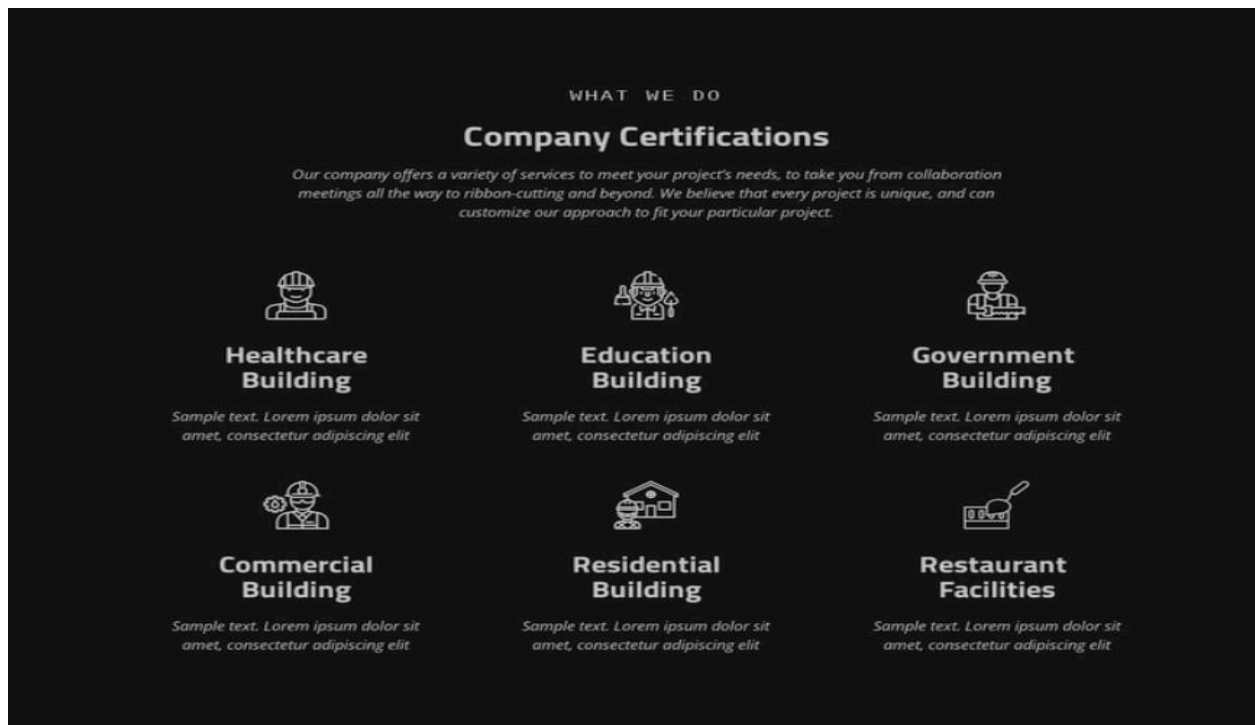 WHAT WE DO
Company Certifications
Our company offers a variety of services to meet your project's needs, to take you from collaboration
meetings all the way to ribbon-cutting and beyond. We believe that every project is unique, and can
customize our approach to fit your particular project.
Healthcare
Building
Sample text. Lorem ipsum dolor sit
amet, consectetur adipiscing elit
Education
Building
Sample text. Lorem ipsum dolor sit
amet, consectetur adipiscing elit
Government
Building
Sample text. Lorem ipsum dolor sit
amet, consectetur adipiscing elit
Commercial
Building
Sample text. Lorem ipsum dolor sit
amet, consectetur adipiscing elit
Residential
Building
Sample text. Lorem ipsum dolor sit
amet, consectetur adipiscing elit
Restaurant
Facilities
Sample text. Lorem ipsum dolor sit
amet, consectetur adipiscing elit